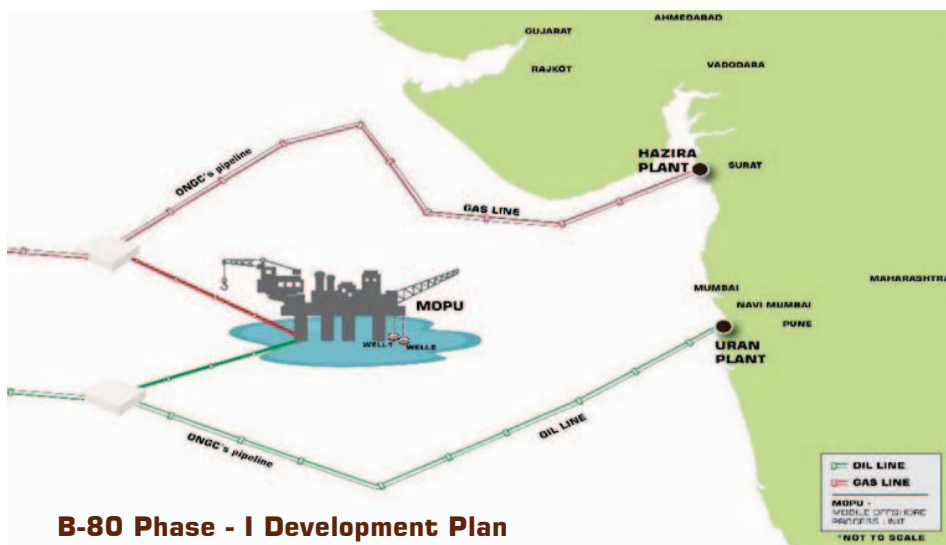 AHMEDABAD
GUJARAT
RAJKOT
VADODARA
HAZIRA
PLANT
SURAT
ONGC's pipeline
GAS LINE
MOPU
WELL1
WELL2
MAHARASHTRA
MUMBAI
NAVI MUMBAI
PUNE
URAN
PLANT
OIL LINE
ONGC's pipeline
OIL LINE
GAS LINE
MOPU -
MOBILE OFFSHORE
PROCESS UNIT
*NOT TO SCALE
B-80 Phase - I Development Plan